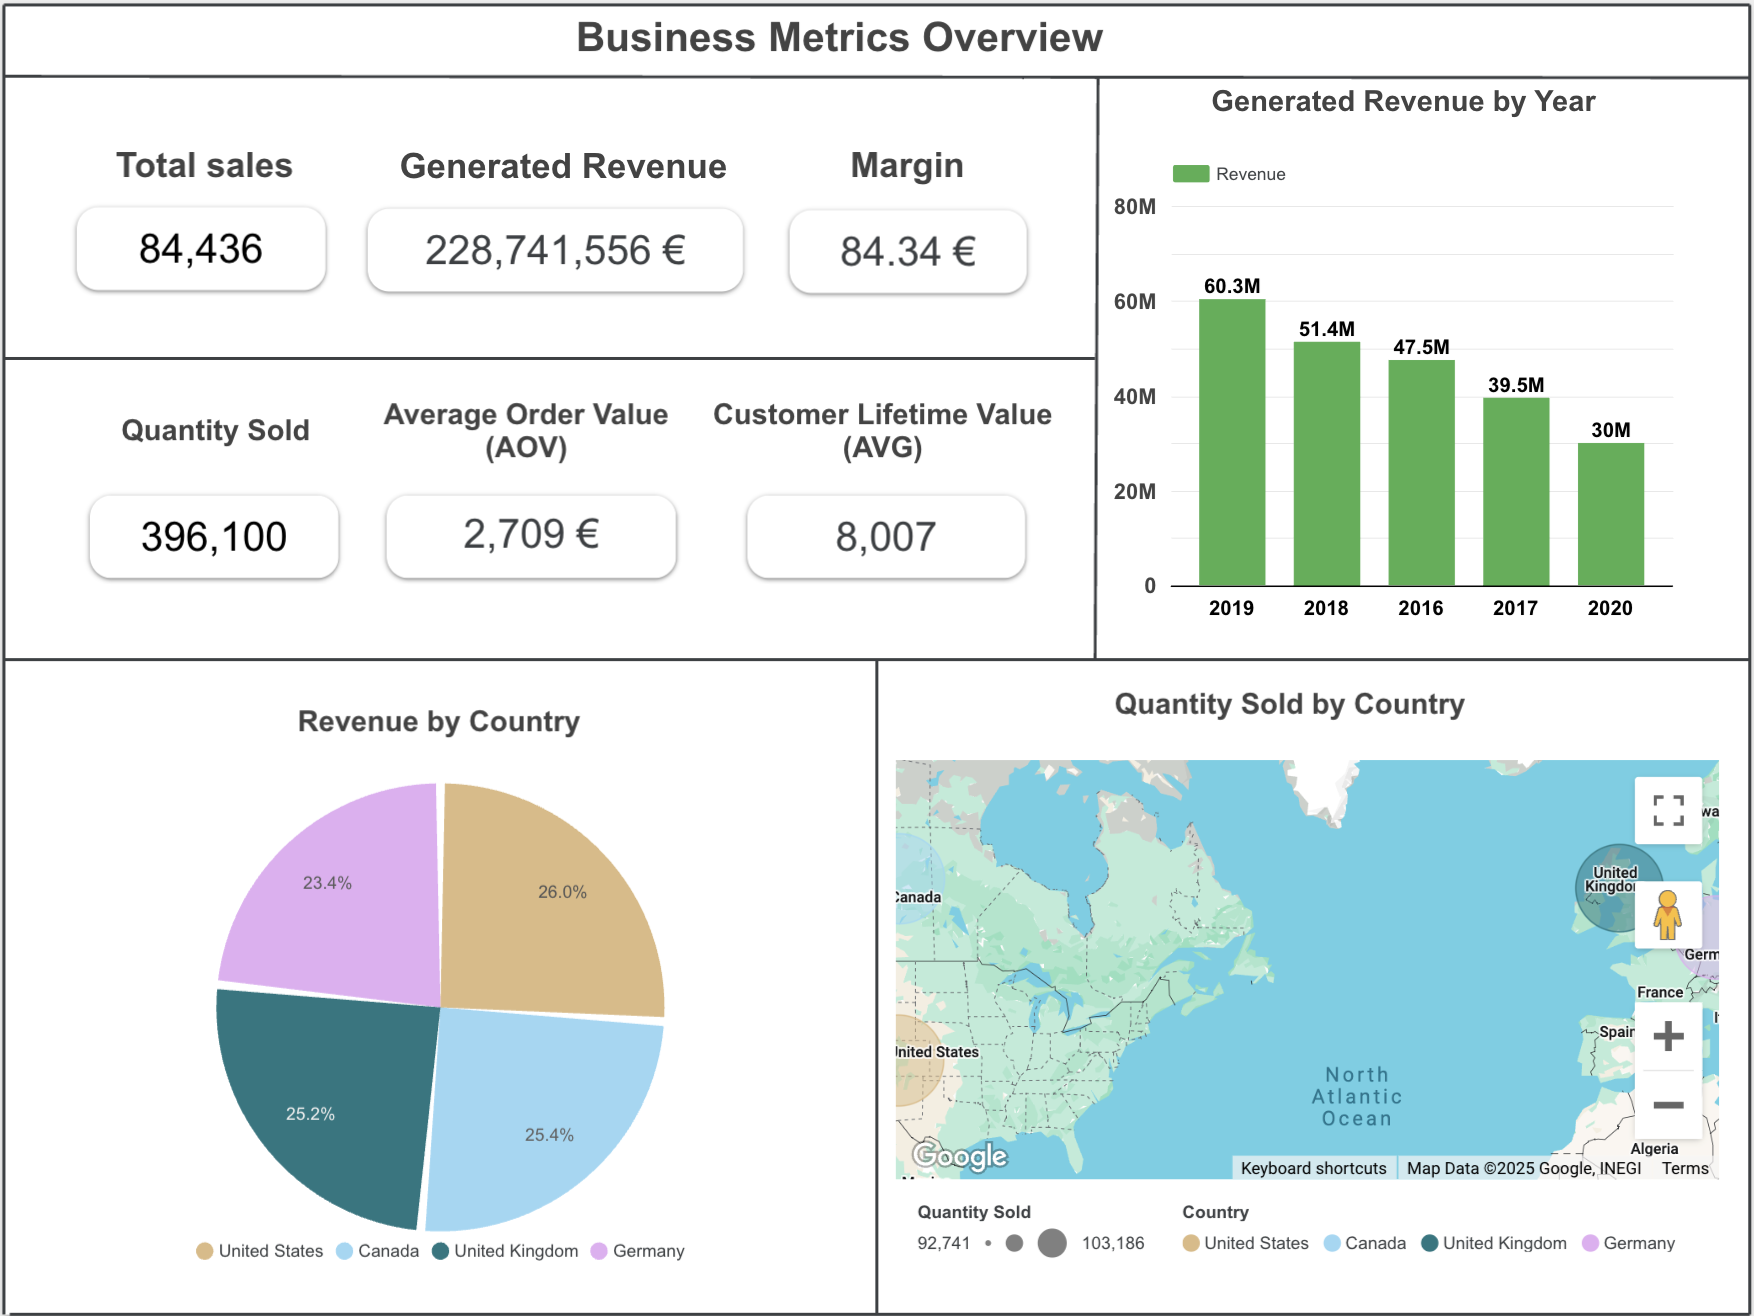 Business Metrics Overview
Total sales
84,436
Generated Revenue
228,741,556 €
Margin
84.34 €
Quantity Sold
396,100
Average Order Value
(AOV)
2,709 €
Customer Lifetime Value
(AVG)
8,007
Generated Revenue by Year
Revenue
80M
60M
40M
20M
0
60.3M
51.4M
47.5M
39.5M
30M
2019
2018
2016
2017
2020
Revenue by Country
23.4%
26.0%
25.2%
25.4%
United States
Canada
United Kingdom
Germany
Quantity Sold by Country
Canada
United States
United
Kingdom
Germ
France
Spain
Algeria
North
Atlantic
Ocean
Google
Keyboard shortcuts
Map Data ©2025 Google, INEGI
Terms
Quantity Sold
92,741
103,186
Country
United States
Canada
United Kingdom
Germany